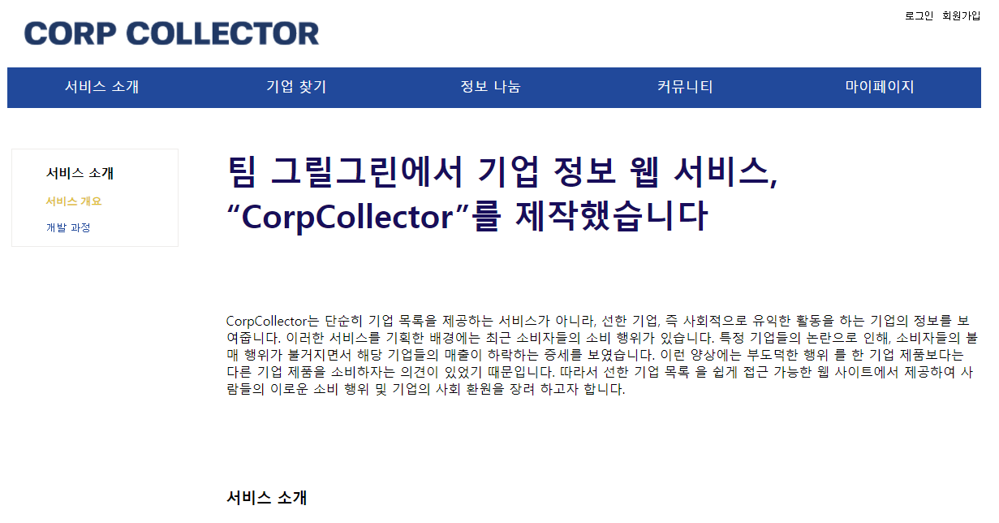 로그인 회원가입
CORP COLLECTOR
서비스 소개 기업 찾기 정보 나눔 커뮤니티 마이페이지
서비스 소개
서비스 개요
개발 과정
팀 그릴그린에서 기업 정보 웹 서비스,
“CorpCollector”를 제작했습니다
CorpCollector는 단순히 기업 목록을 제공하는 서비스가 아니라, 선한 기업, 즉 사회적으로 유익한 활동을 하는 기업의 정보를 보
여줍니다. 이러한 서비스를 기획한 배경에는 최근 소비자들의 소비 행위가 있습니다. 특정 기업들의 논란으로 인해, 소비자들의 불
매 행위가 불거지면서 해당 기업들의 매출이 하락하는 증세를 보였습니다. 이런 양상에는 부도덕한 행위 를 한 기업 제품보다는
다른 기업 제품을 소비하자는 의견이 있었기 때문입니다. 따라서 선한 기업 목록 을 쉽게 접근 가능한 웹 사이트에서 제공하여 사
람들의 이로운 소비 행위 및 기업의 사회 환원을 장려 하고자 합니다.
서비스 소개